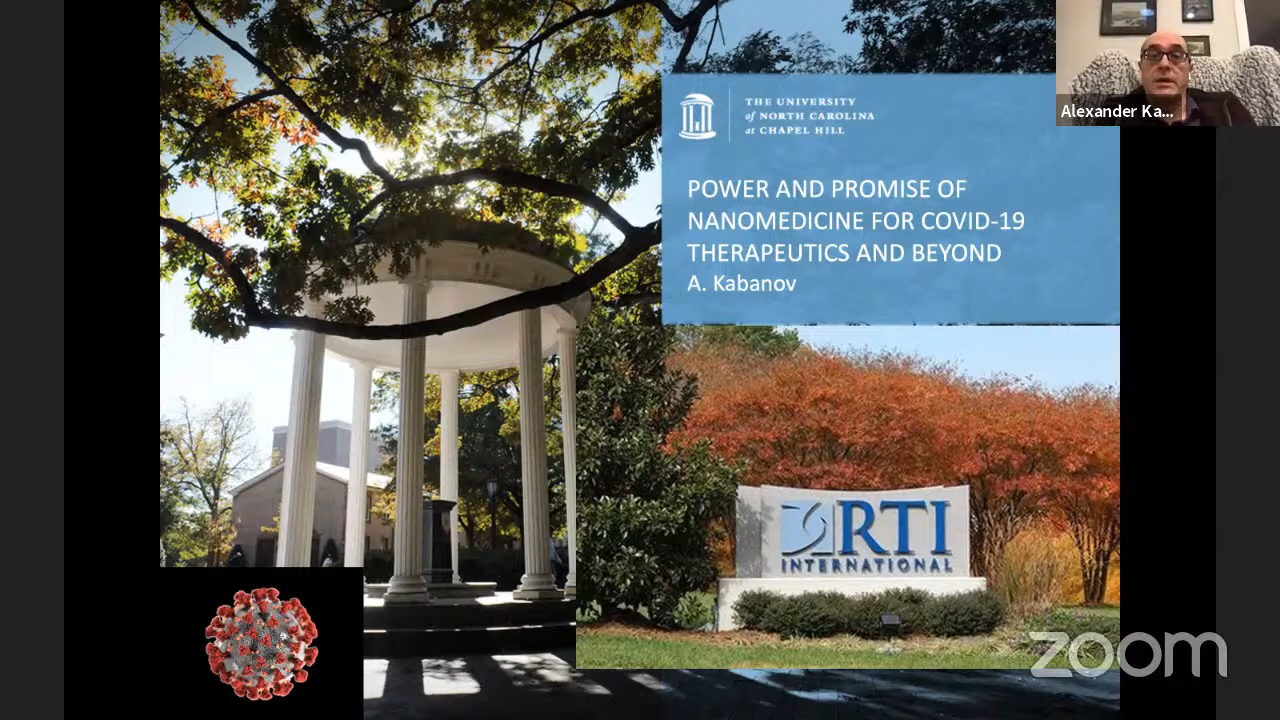 THE UNIVERSITY
of NORTH CAROLINA
at CHAPEL HILL
POWER AND PROMISE OF
NANOMEDICINE FOR COVID-19
THERAPEUTICS AND BEYOND
A. Kabanov
Alexander Ka...
RTI
INTERNATIONAL
zoom